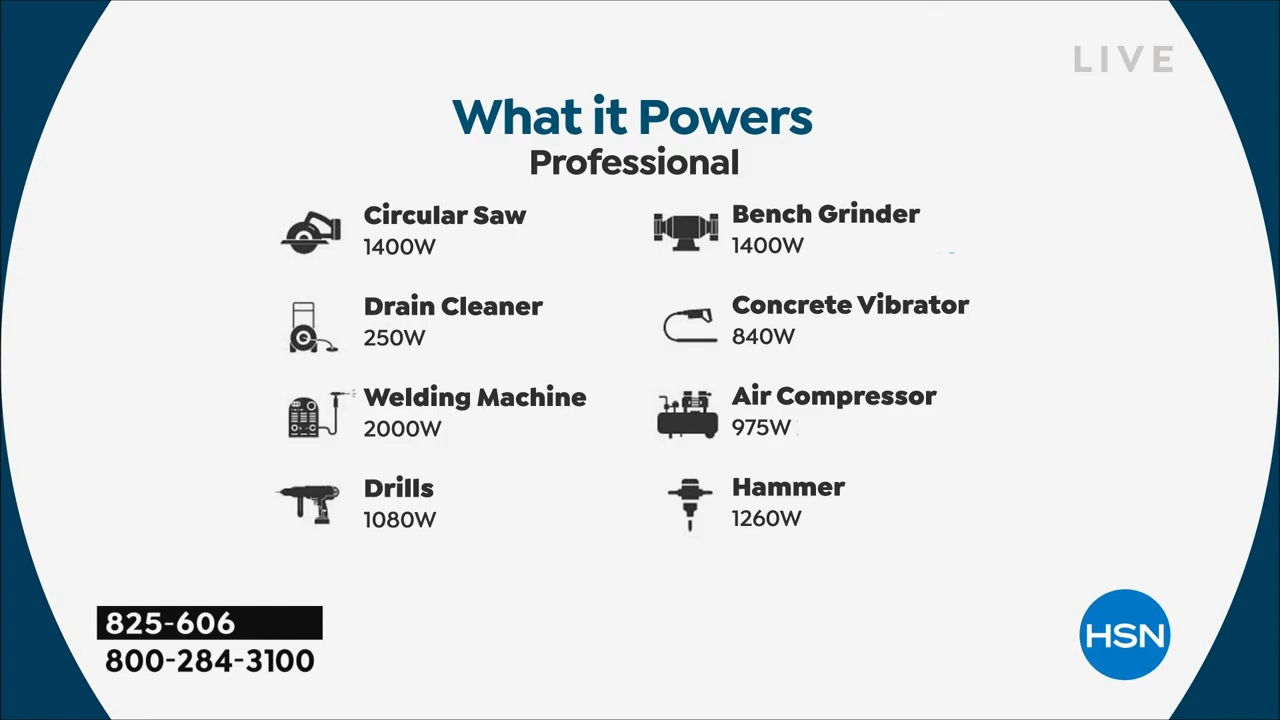 LIVE
What it Powers
Professional
Circular Saw
1400W
Bench Grinder
1400W
Drain Cleaner
250W
Concrete Vibrator
840W
Welding Machine
2000W
Air Compressor
975W
Drills
1080W
Hammer
1260W
825-606
800-284-3100
HSN